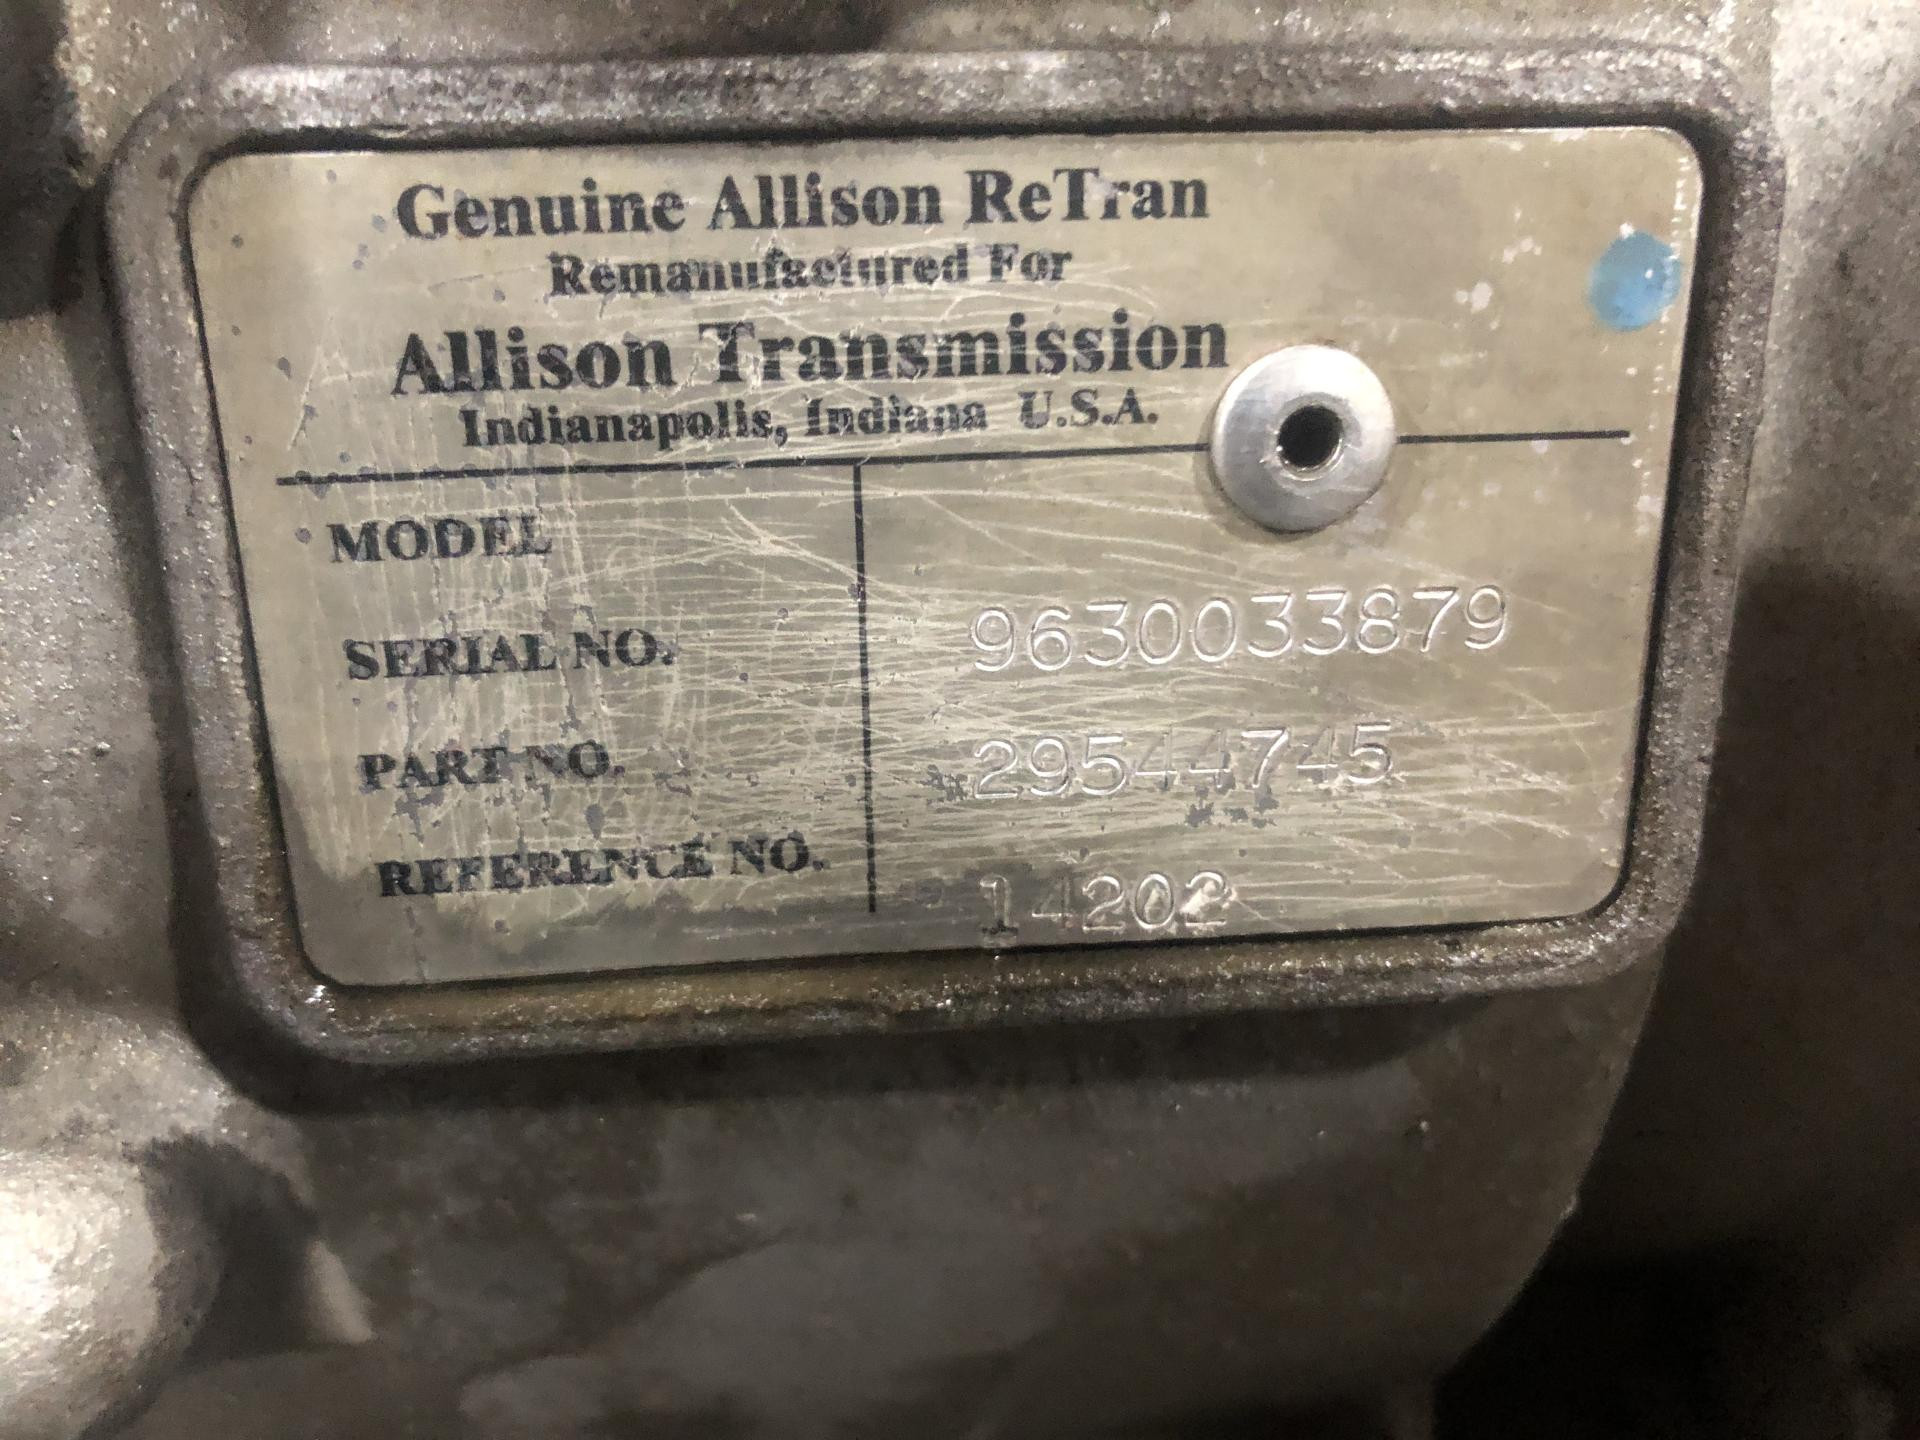 Genuine Allison ReTran
Remanufactured For
Allison Transmission
Indianapolis, Indiana U.S.A.
MODEL
SERIAL NO. 9630033879
PART NO. 29544745
REFERENCE NO. 14202